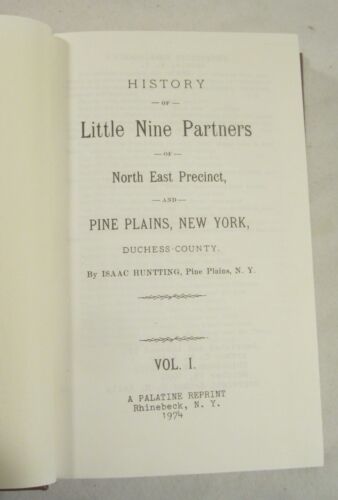 HISTORY
— OF —
Little Nine Partners
— OF —
North East Precinct,
— AND —
PINE PLAINS, NEW YORK,
DUCHESS COUNTY.
By ISAAC HUNTTING, Pine Plains, N. Y.
VOL. I.
A PALATINE REPRINT
Rhinebeck, N. Y.
1974